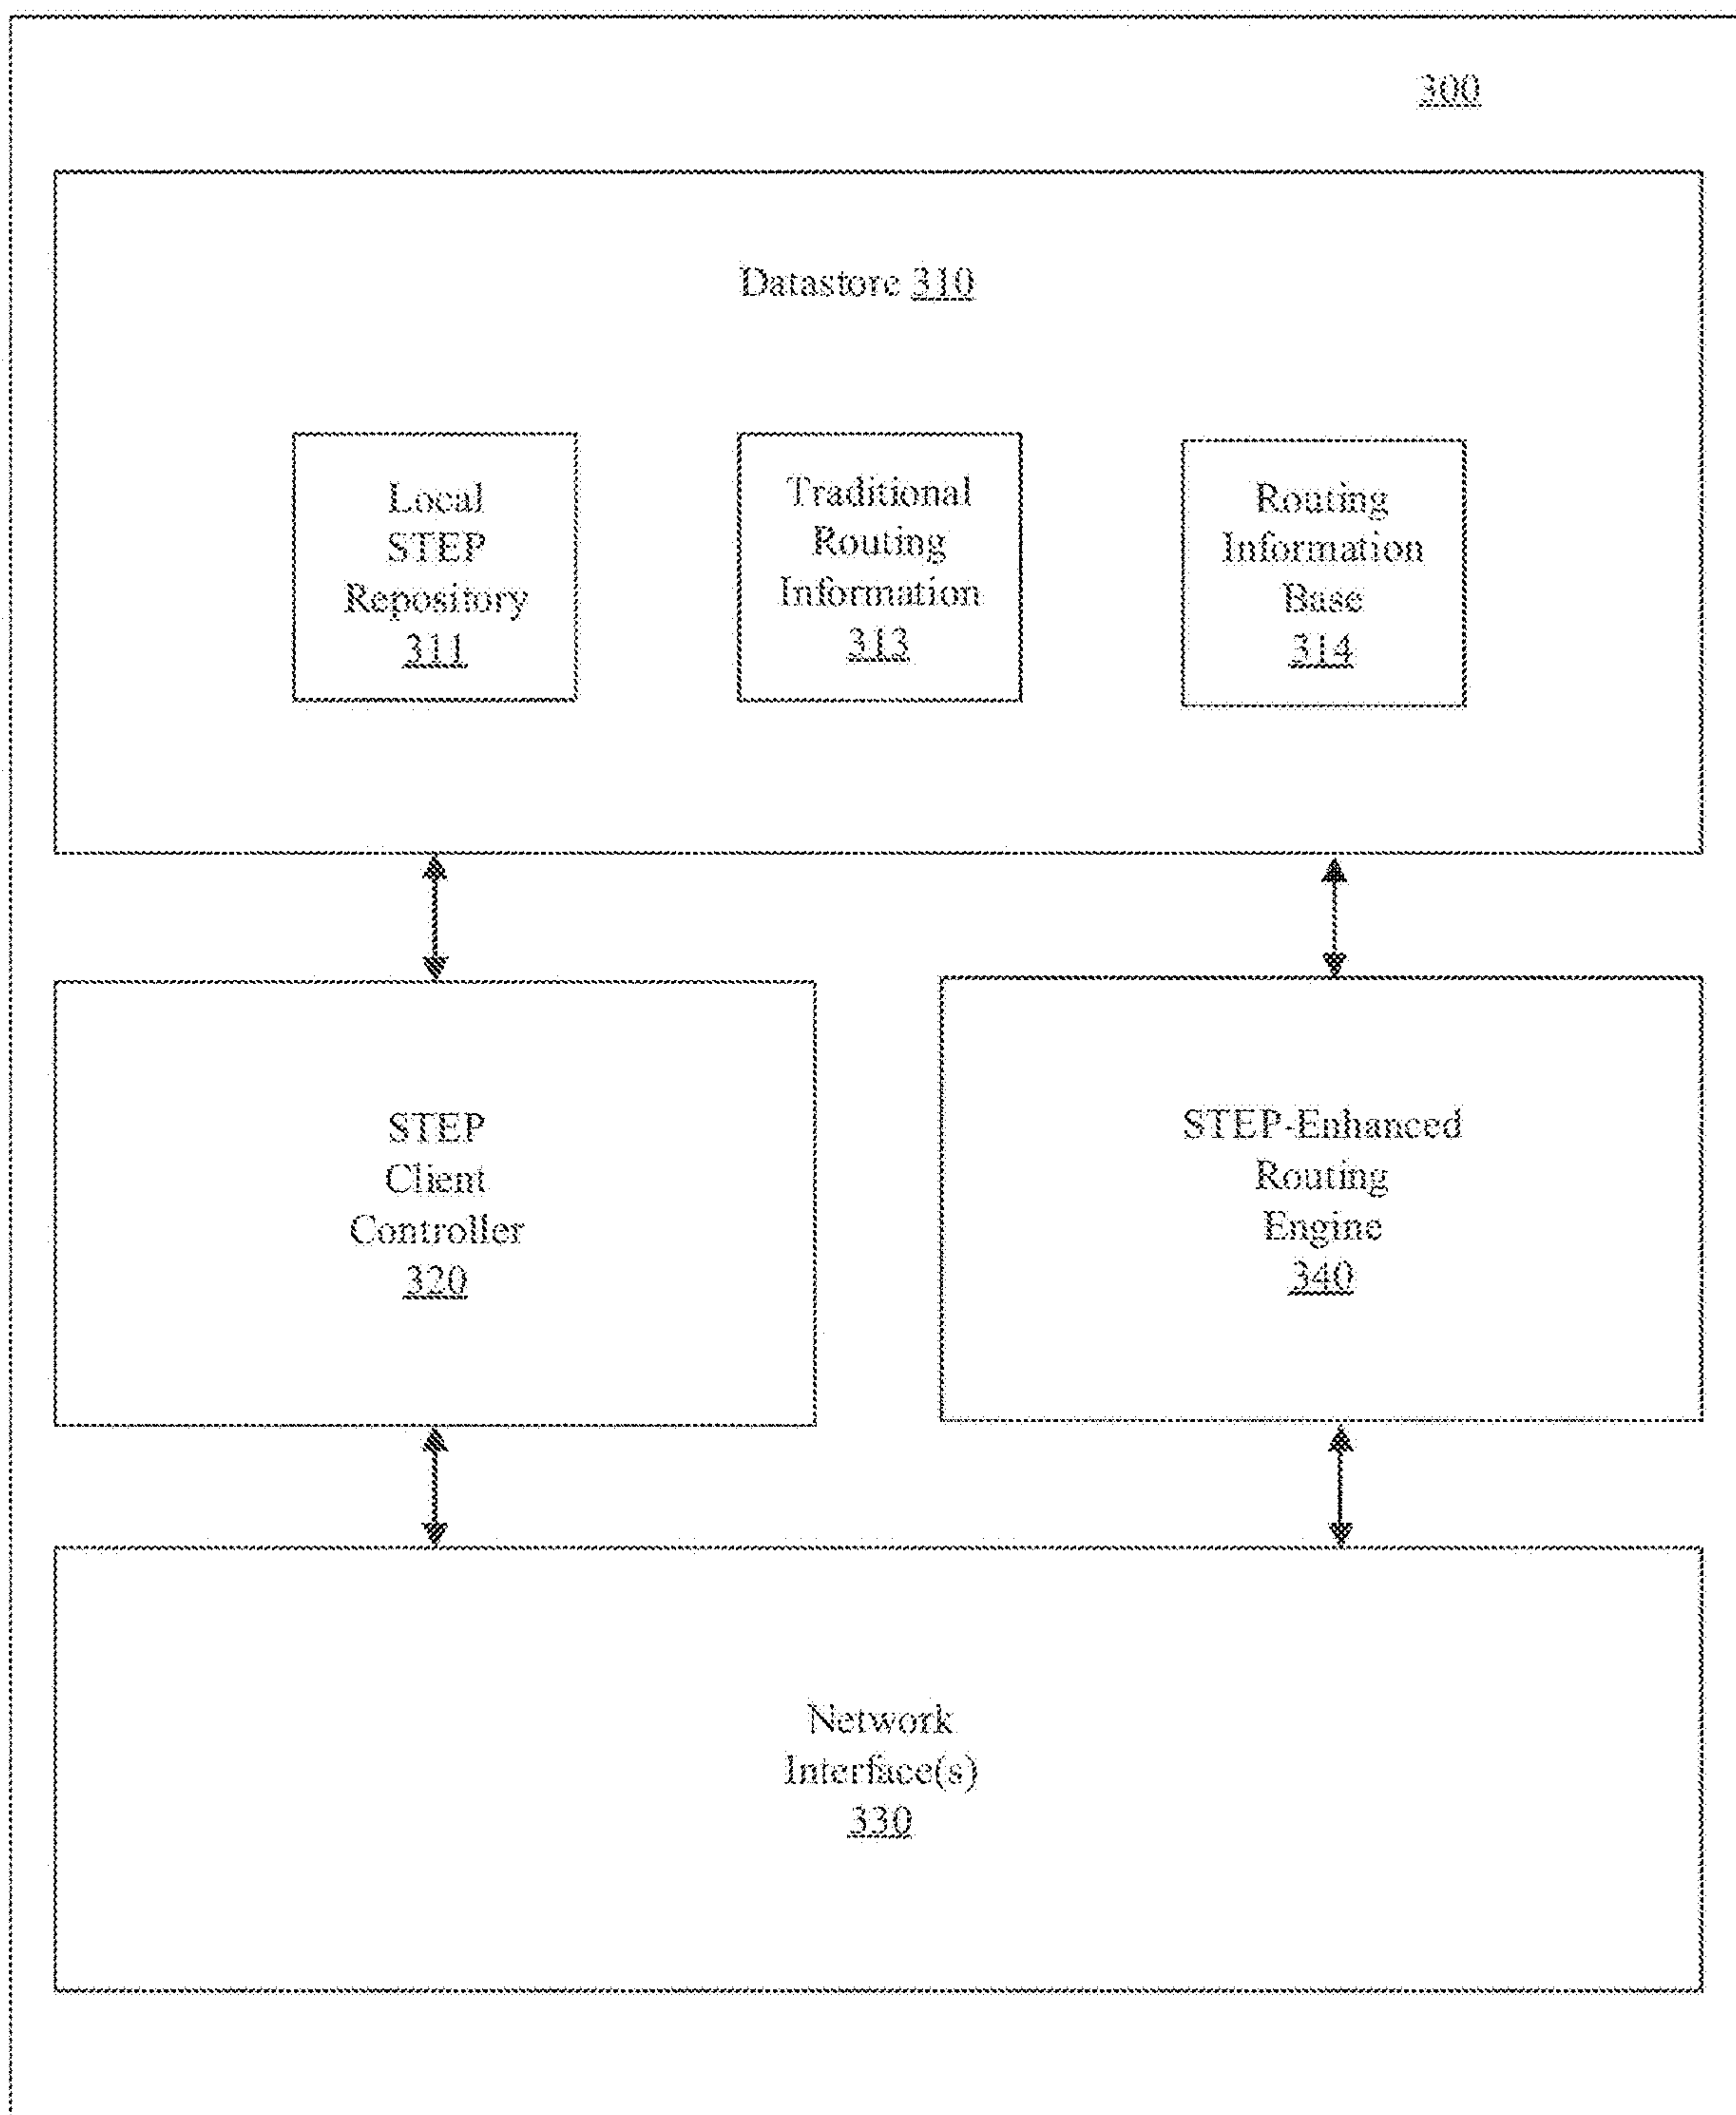 300
Datastore 310
Local
STEP
Repository
311
Traditional
Routing
Information
313
Routing
Information
Base
314
STEP
Client
Controller
320
STEP-Enhanced
Routing
Engine
340
Network
Interface(s)
330